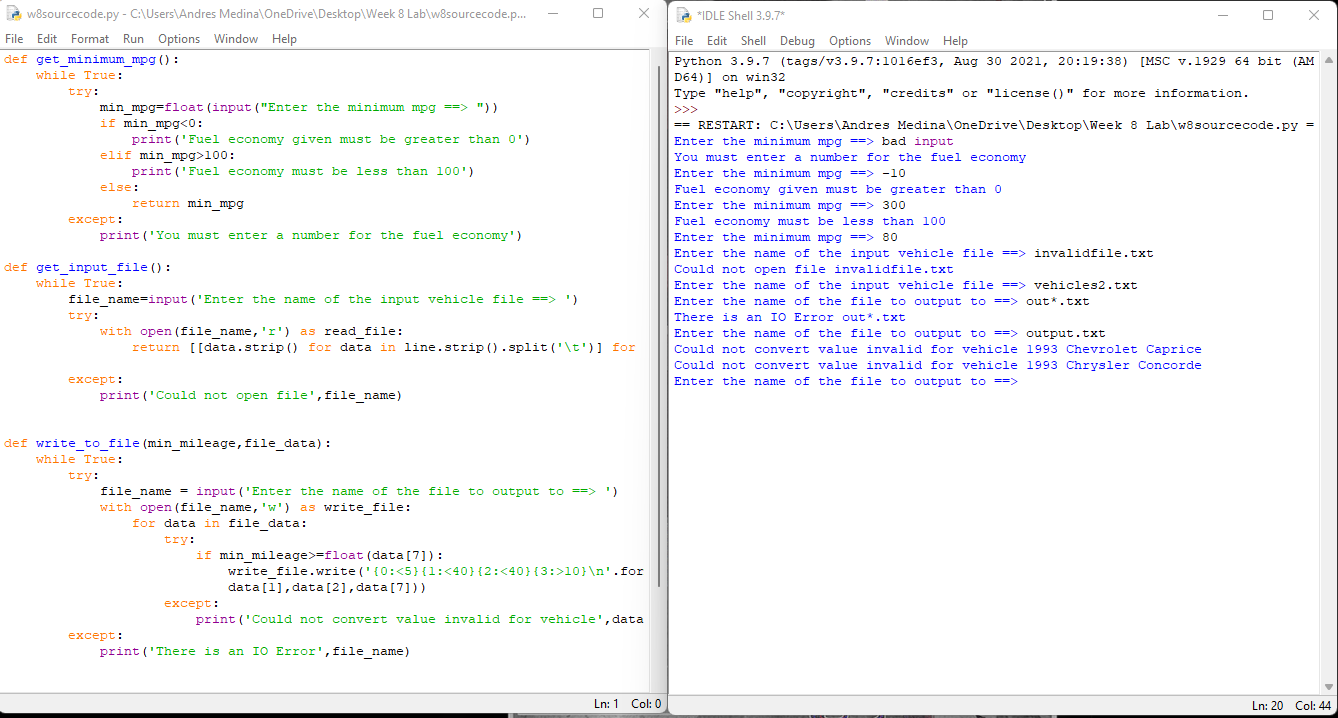 w8sourcecode.py - C:\Users\Andres Medina\OneDrive\Desktop\Week 8 Lab\w8sourcecode.p...
File Edit Format Run Options Window Help
def get_minimum_mpg():
    while True:
        try:
            min_mpg=float(input("Enter the minimum mpg ==> "))
            if min_mpg<0:
                print('Fuel economy given must be greater than 0')
            elif min_mpg>100:
                print('Fuel economy must be less than 100')
            else:
                return min_mpg
        except:
            print('You must enter a number for the fuel economy')
def get_input_file():
    while True:
        file_name=input('Enter the name of the input vehicle file ==> ')
        try:
            with open(file_name,'r') as read_file:
                return [[data.strip() for data in line.strip().split('\t')] for
        except:
            print('Could not open file',file_name)
def write_to_file(min_mileage,file_data):
    while True:
        try:
            file_name = input('Enter the name of the file to output to ==> ')
            with open(file_name,'w') as write_file:
                for data in file_data:
                    try:
                        if min_mileage>=float(data[7]):
                            write_file.write('{0:<5}{1:<40}{2:<40}{3:>10}\n'.for
                            data[1],data[2],data[7]))
                    except:
                        print('Could not convert value invalid for vehicle',data
        except:
            print('There is an IO Error',file_name)
Ln: 1 Col: 0
*IDLE Shell 3.9.7*
File Edit Shell Debug Options Window Help
Python 3.9.7 (tags/v3.9.7:1016ef3, Aug 30 2021, 20:19:38) [MSC v.1929 64 bit (AM
D64)] on win32
Type "help", "copyright", "credits" or "license()" for more information.
>>>
== RESTART: C:\Users\Andres Medina\OneDrive\Desktop\Week 8 Lab\w8sourcecode.py =
Enter the minimum mpg ==> bad input
You must enter a number for the fuel economy
Enter the minimum mpg ==> -10
Fuel economy given must be greater than 0
Enter the minimum mpg ==> 300
Fuel economy must be less than 100
Enter the minimum mpg ==> 80
Enter the name of the input vehicle file ==> invalidfile.txt
Could not open file invalidfile.txt
Enter the name of the input vehicle file ==> vehicles2.txt
Enter the name of the file to output to ==> out*.txt
There is an IO Error out*.txt
Enter the name of the file to output to ==> output.txt
Could not convert value invalid for vehicle 1993 Chevrolet Caprice
Could not convert value invalid for vehicle 1993 Chrysler Concorde
Enter the name of the file to output to ==>
Ln: 20 Col: 44